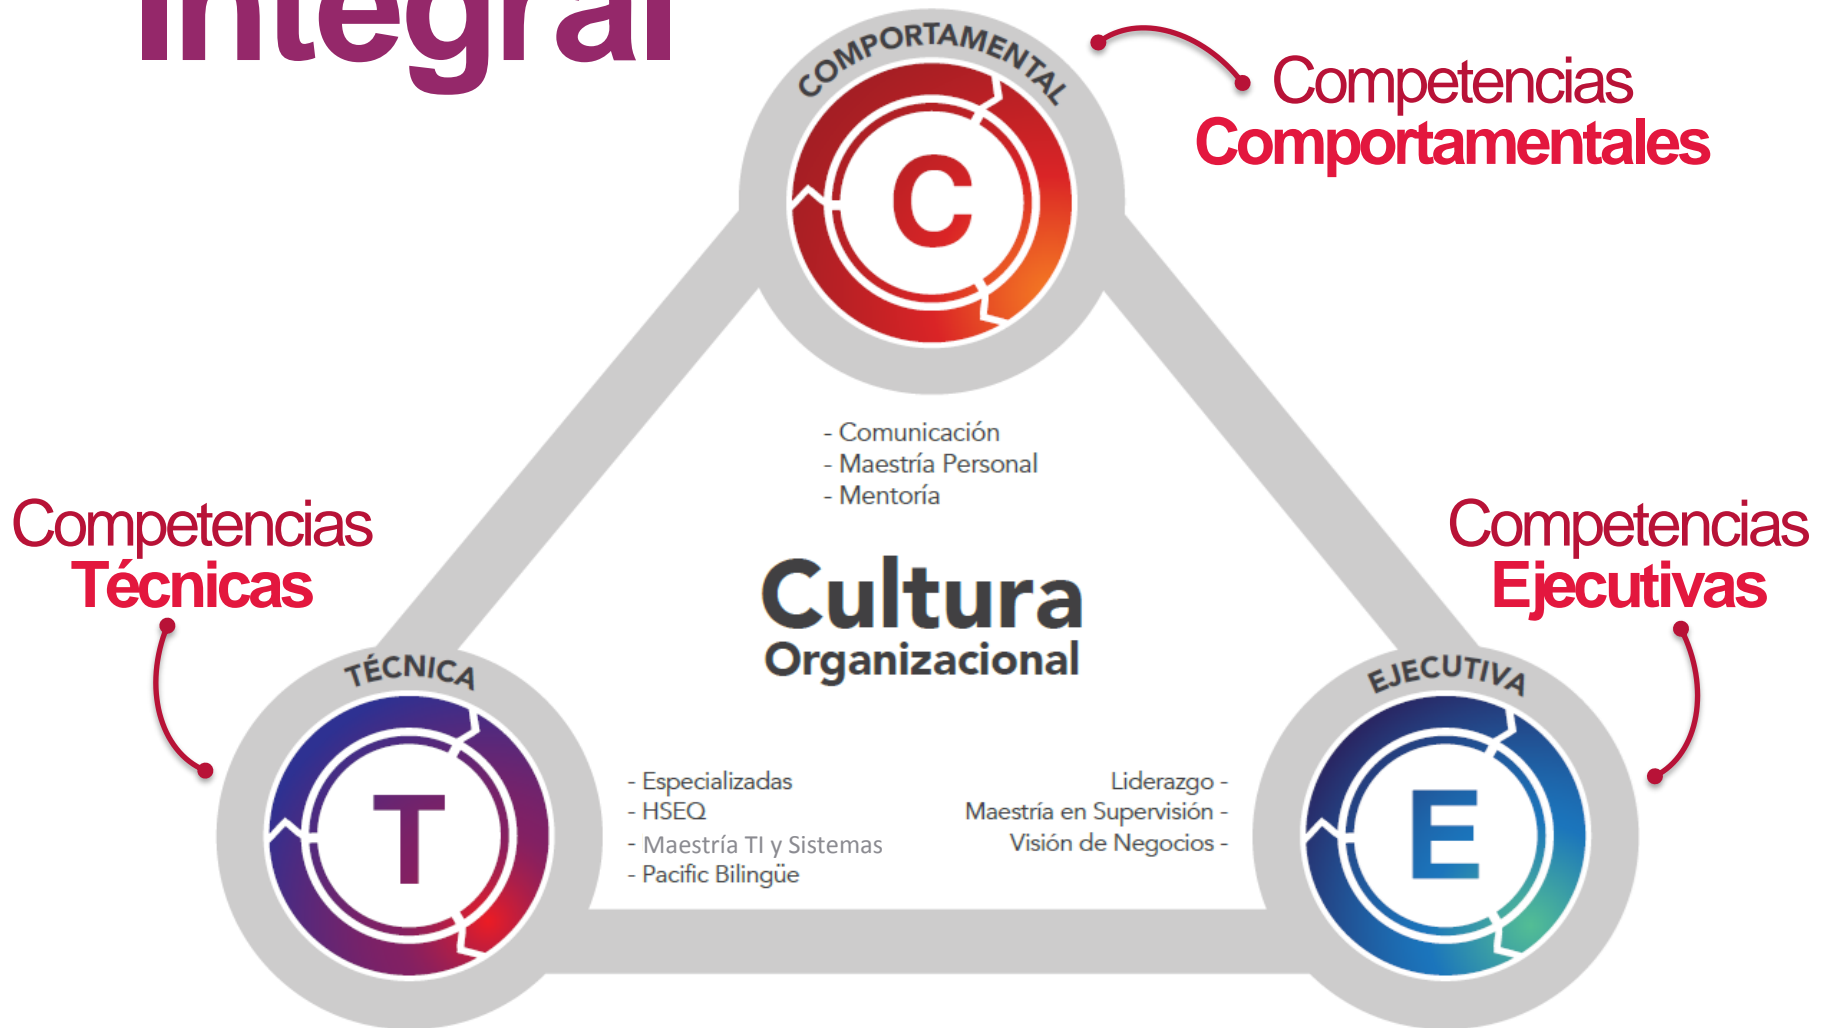 Integral
COMPORTAMENTAL
C
Competencias
Comportamentales
- Comunicación
- Maestría Personal
- Mentoría
Competencias
Técnicas
Competencias
Ejecutivas
Cultura
Organizacional
TÉCNICA
T
- Especializadas
- HSEQ
- Maestría TI y Sistemas
- Pacific Bilingüe
Liderazgo -
Maestría en Supervisión -
Visión de Negocios -
EJECUTIVA
E